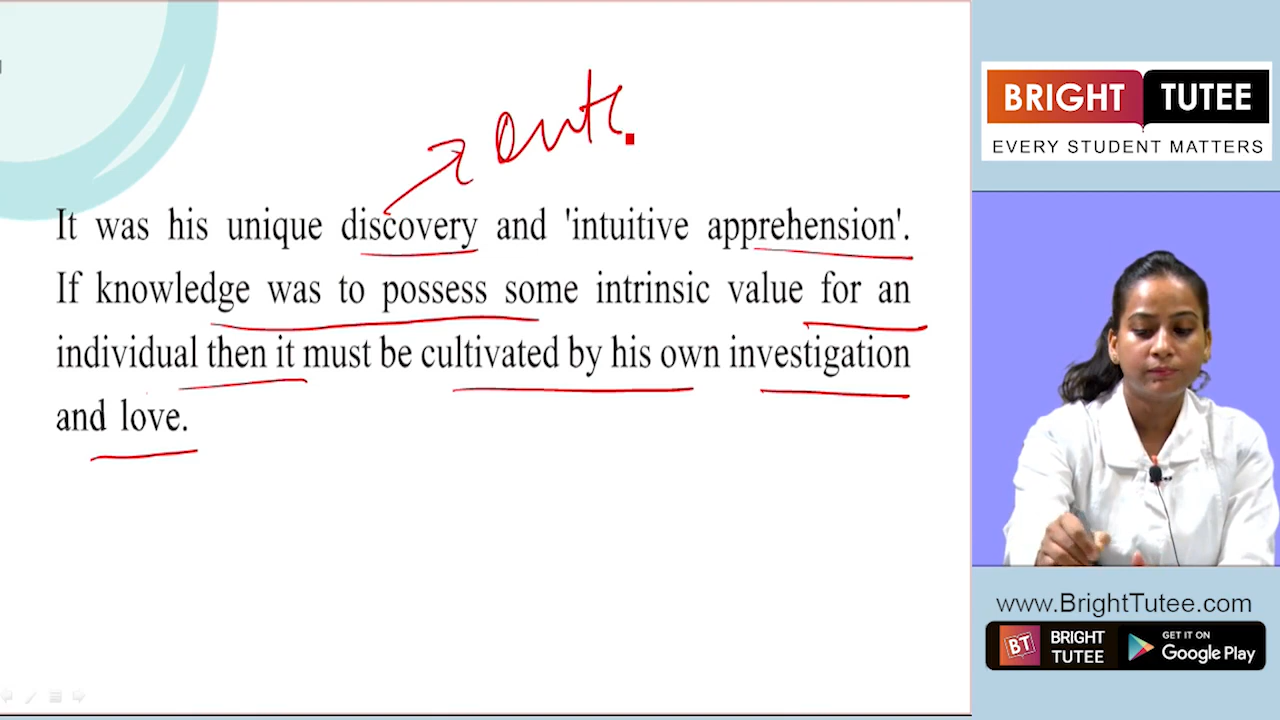 It was his unique discovery and 'intuitive apprehension'.
If knowledge was to possess some intrinsic value for an
individual then it must be cultivated by his own investigation
and love.
BRIGHT TUTEE
EVERY STUDENT MATTERS
www.BrightTutee.com
BT BRIGHT TUTEE
GET IT ON
Google Play